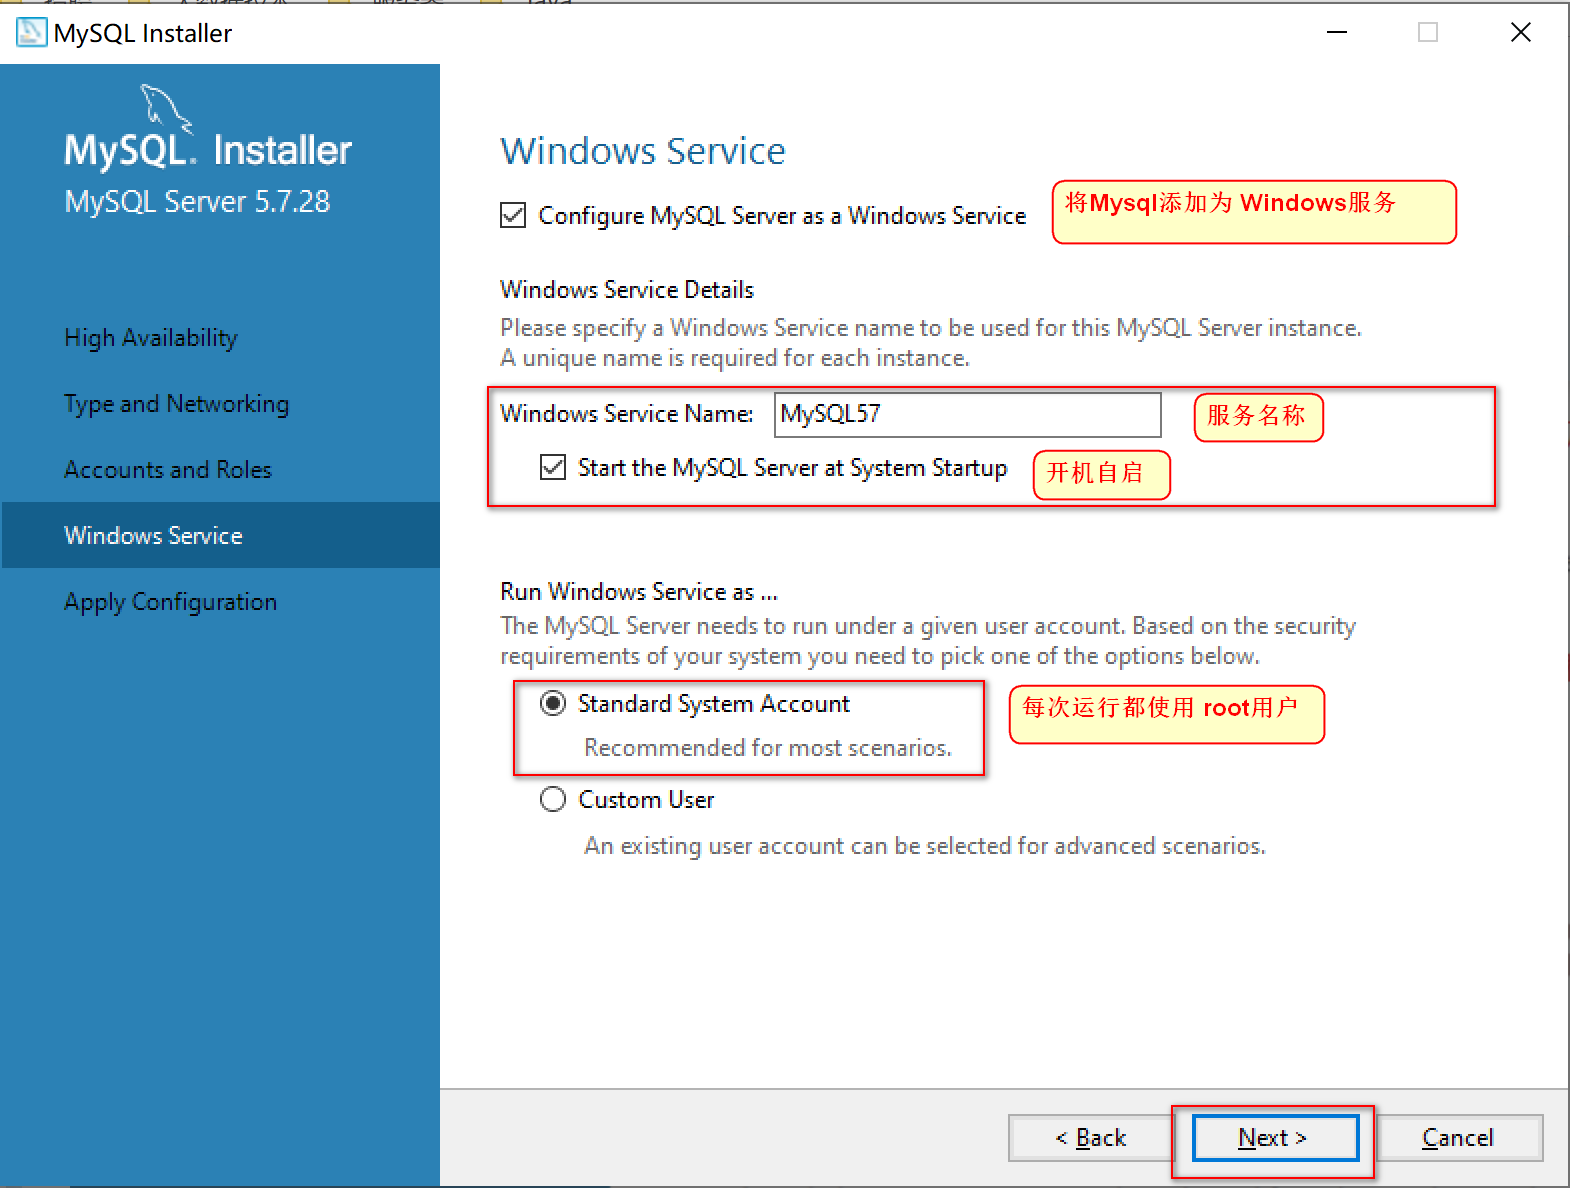 MySQL Installer
MySQL. Installer
MySQL Server 5.7.28
High Availability
Type and Networking
Accounts and Roles
Windows Service
Apply Configuration
Windows Service
Configure MySQL Server as a Windows Service
将Mysql添加为 Windows服务
Windows Service Details
Please specify a Windows Service name to be used for this MySQL Server instance.
A unique name is required for each instance.
Windows Service Name: MySQL57
服务名称
Start the MySQL Server at System Startup
开机自启
Run Windows Service as ...
The MySQL Server needs to run under a given user account. Based on the security
requirements of your system you need to pick one of the options below.
Standard System Account
每次运行都使用 root用户
Recommended for most scenarios.
Custom User
An existing user account can be selected for advanced scenarios.
< Back
Next >
Cancel